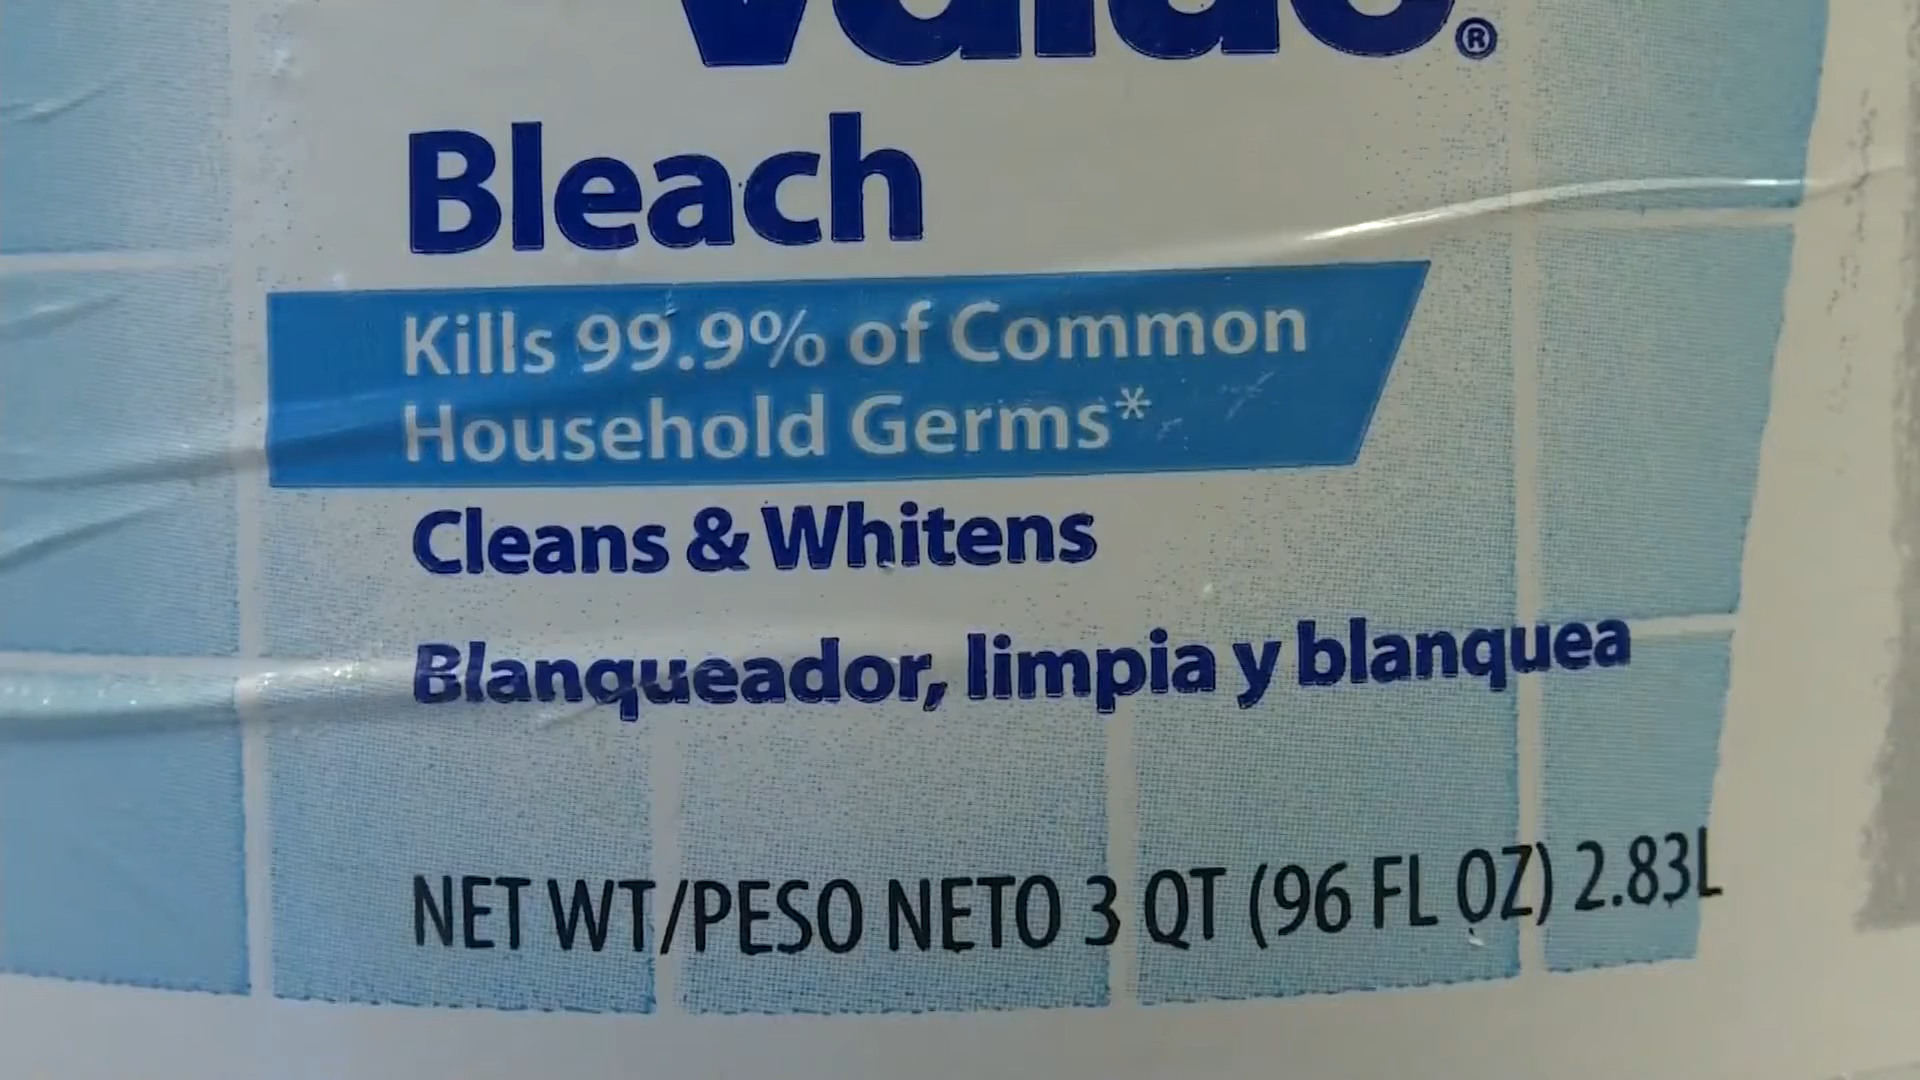 Value®
Bleach
Kills 99.9% of Common
Household Germs*
Cleans & Whitens
Blanqueador, limpia y blanquea
NET WT/PESO NETO 3 QT (96 FL OZ) 2.83L